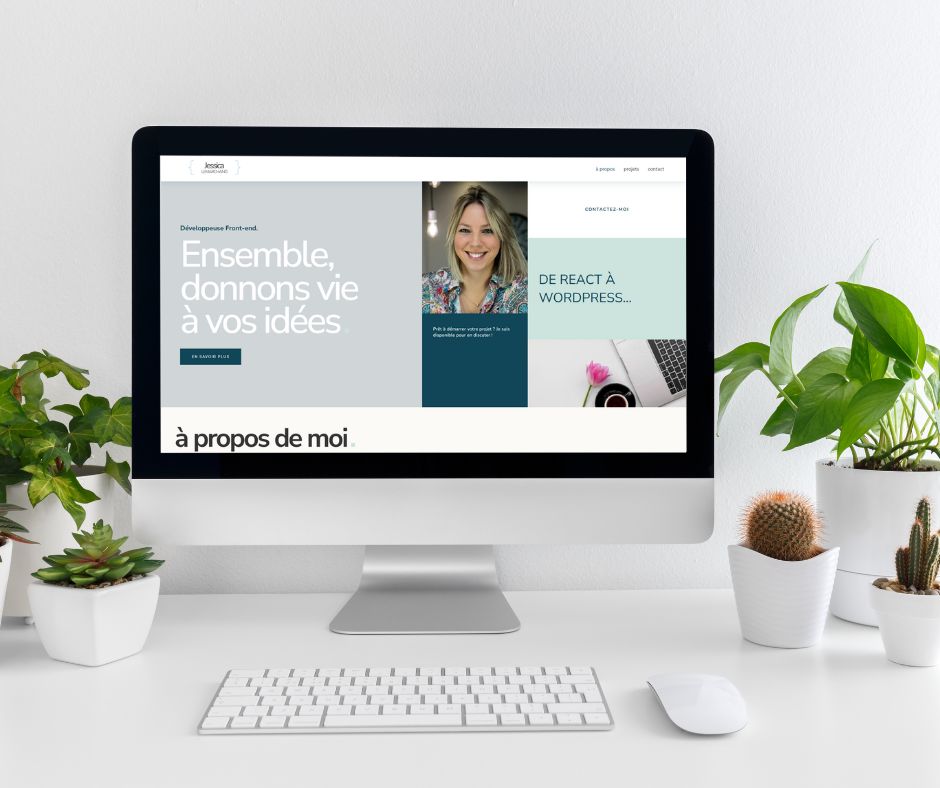 Jessica
LEMARCHAND
à propos projets contact
Développeuse Front-end.
Ensemble,
donnons vie
à vos idées.
EN SAVOIR PLUS
Prêt à démarrer votre projet ? Je suis
disponible pour en discuter !
CONTACTEZ-MOI
DE REACT À
WORDPRESS...
à propos de moi.